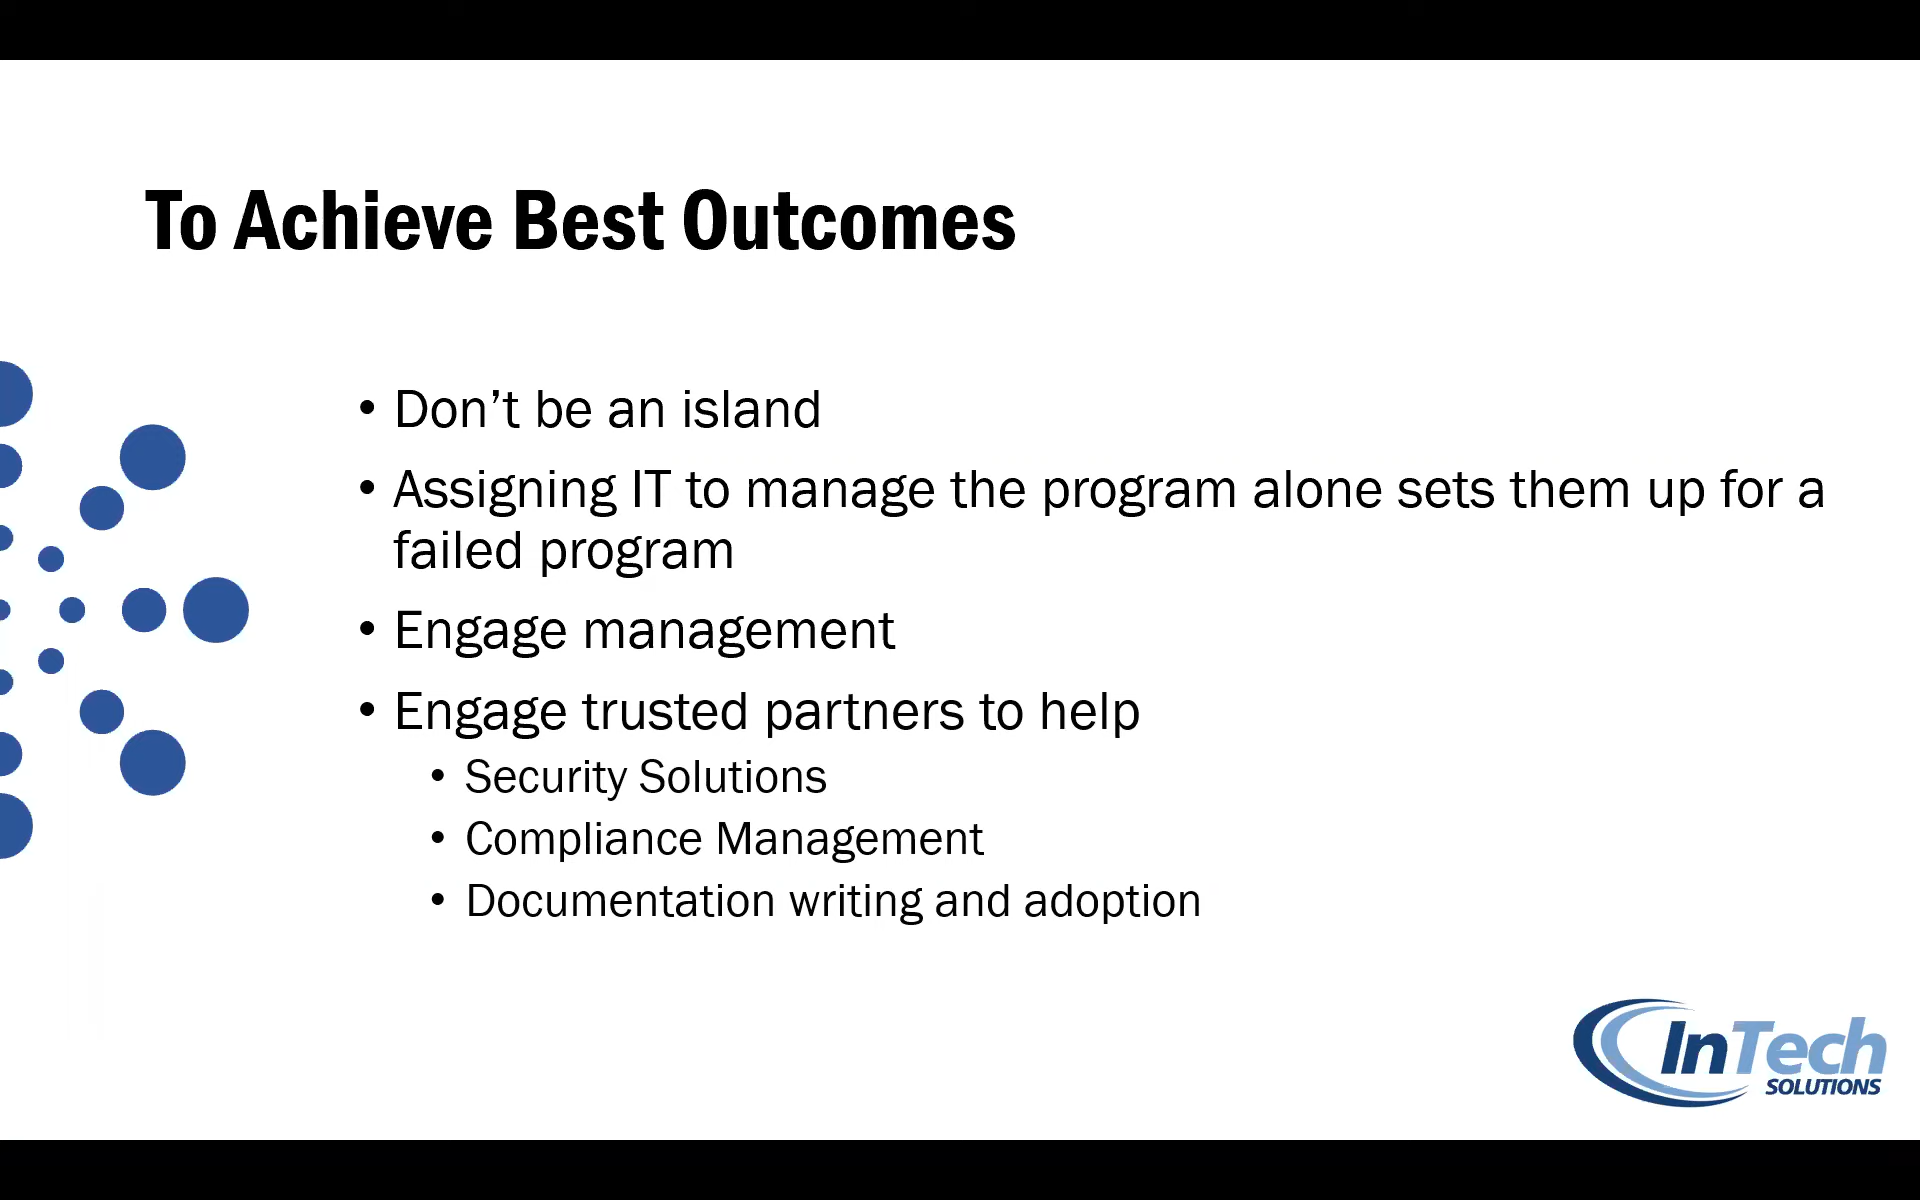 To Achieve Best Outcomes
• Don’t be an island
• Assigning IT to manage the program alone sets them up for a
failed program
• Engage management
• Engage trusted partners to help
• Security Solutions
• Compliance Management
• Documentation writing and adoption
InTech
SOLUTIONS